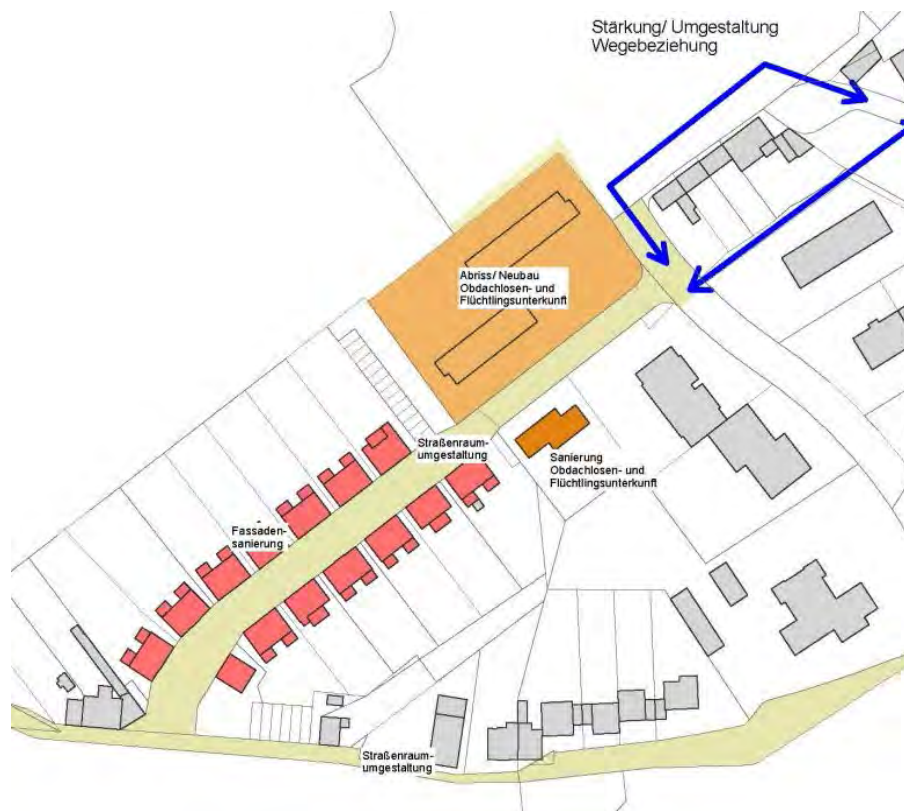 Stärkung/ Umgestaltung
Wegebeziehung
Abriss/ Neubau
Obdachlosen- und
Flüchtlingsunterkunft
Straßenraum-
umgestaltung
Sanierung
Obdachlosen- und
Flüchtlingsunterkunft
Fassaden-
sanierung
Straßenraum-
umgestaltung